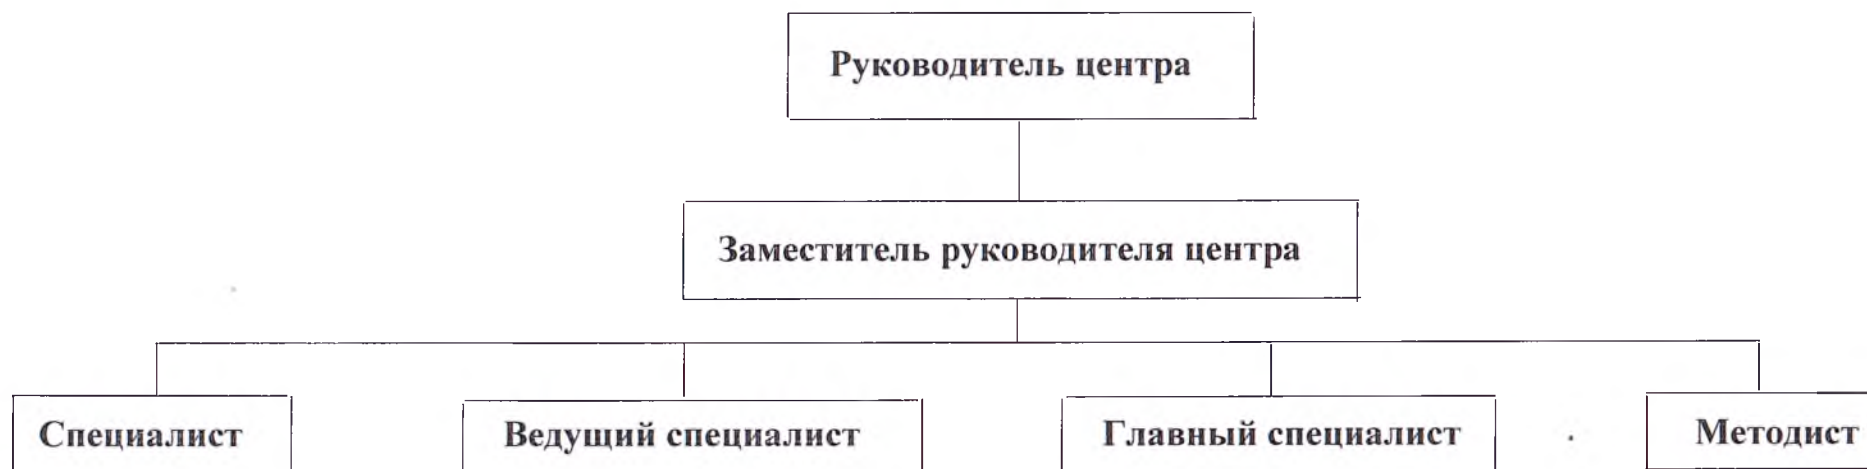 Руководитель центра
Заместитель руководителя центра
Специалист
Ведущий специалист
Главный специалист
Методист